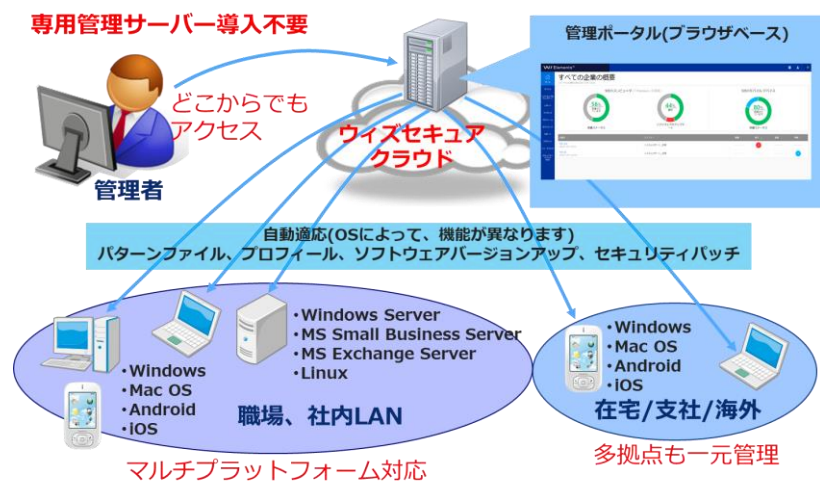 専用管理サーバー導入不要
管理ポータル(ブラウザベース)
すべての企業の概要
どこからでも
アクセス
ウィズセキュア
クラウド
管理者
自動適応(OSによって、機能が異なります)
パターンファイル、プロフィール、ソフトウェアバージョンアップ、セキュリティパッチ
・Windows Server
・MS Small Business Server
・MS Exchange Server
・Linux
・Windows
・Mac OS
・Android
・iOS
職場、社内LAN
・Windows
・Mac OS
・Android
・iOS
在宅/支社/海外
マルチプラットフォーム対応
多拠点も一元管理